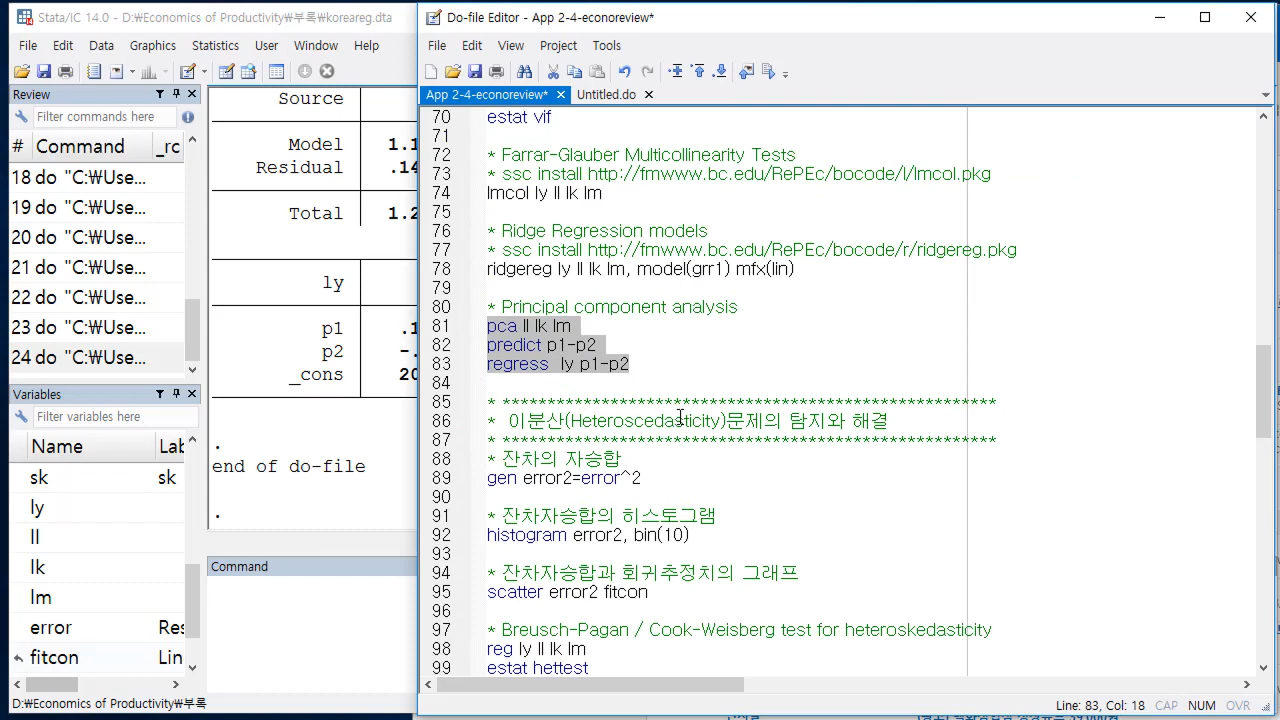 Stata/IC 14.0 - D:₩Economics of Productivity₩부록₩koreareg.dta
File Edit Data Graphics Statistics User Window Help
Review
Filter commands here
# Command _rc
18 do "C:₩Use...
19 do "C:₩Use...
20 do "C:₩Use...
21 do "C:₩Use...
22 do "C:₩Use...
23 do "C:₩Use...
24 do "C:₩Use...
Variables
Filter variables here
Name Lab
sk sk
ly
ll
lk
lm
error Res
fitcon Lin
Source
Model 1.1
Residual .14
Total 1.2
ly
p1 .1
p2 -.
_cons 20
.
end of do-file
.
Command
D:₩Economics of Productivity₩부록
Do-file Editor - App 2-4-econoreview*
File Edit View Project Tools
App 2-4-econoreview* Untitled.do
70 estat vif
71
72 * Farrar-Glauber Multicollinearity Tests
73 * ssc install http://fmwww.bc.edu/RePEc/bocode/l/lmcol.pkg
74 lmcol ly ll lk lm
75
76 * Ridge Regression models
77 * ssc install http://fmwww.bc.edu/RePEc/bocode/r/ridgereg.pkg
78 ridgereg ly ll lk lm, model(grr1) mfx(lin)
79
80 * Principal component analysis
81 pca ll lk lm
82 predict p1-p2
83 regress  ly p1-p2
84
85 * ****************************************************
86 *  이분산(Heteroscedasticity)문제의 탐지와 해결
87 * ****************************************************
88 * 잔차의 자승합
89 gen error2=error^2
90
91 * 잔차자승합의 히스토그램
92 histogram error2, bin(10)
93
94 * 잔차자승합과 회귀추정치의 그래프
95 scatter error2 fitcon
96
97 * Breusch-Pagan / Cook-Weisberg test for heteroskedasticity
98 reg ly ll lk lm
99 estat hettest
Line: 83, Col: 18 CAP NUM OVR